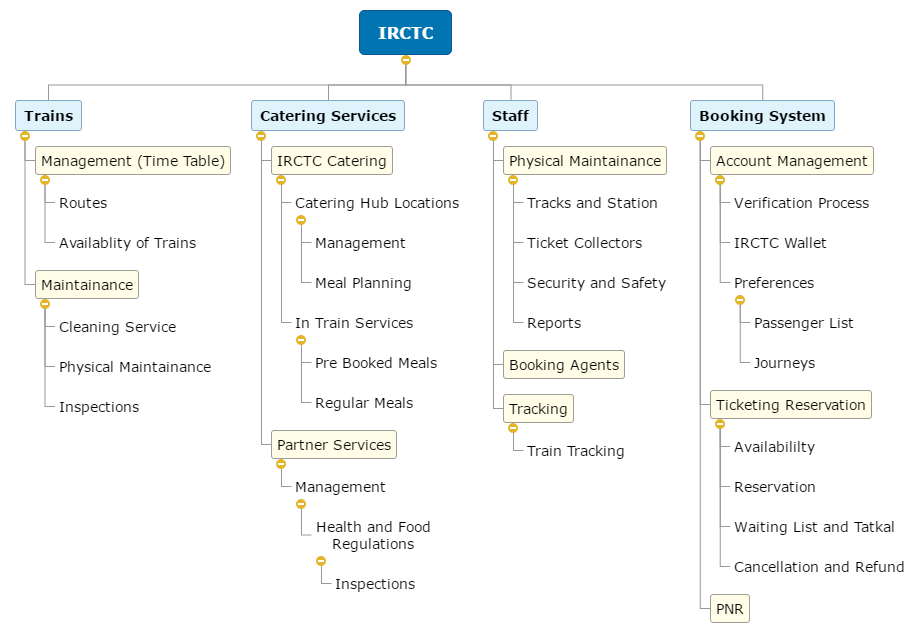 IRCTC
Trains
Management (Time Table)
Routes
Availablity of Trains
Maintainance
Cleaning Service
Physical Maintainance
Inspections
Catering Services
IRCTC Catering
Catering Hub Locations
Management
Meal Planning
In Train Services
Pre Booked Meals
Regular Meals
Partner Services
Management
Health and Food
Regulations
Inspections
Staff
Physical Maintainance
Tracks and Station
Ticket Collectors
Security and Safety
Reports
Booking Agents
Tracking
Train Tracking
Booking System
Account Management
Verification Process
IRCTC Wallet
Preferences
Passenger List
Journeys
Ticketing Reservation
Availabililty
Reservation
Waiting List and Tatkal
Cancellation and Refund
PNR